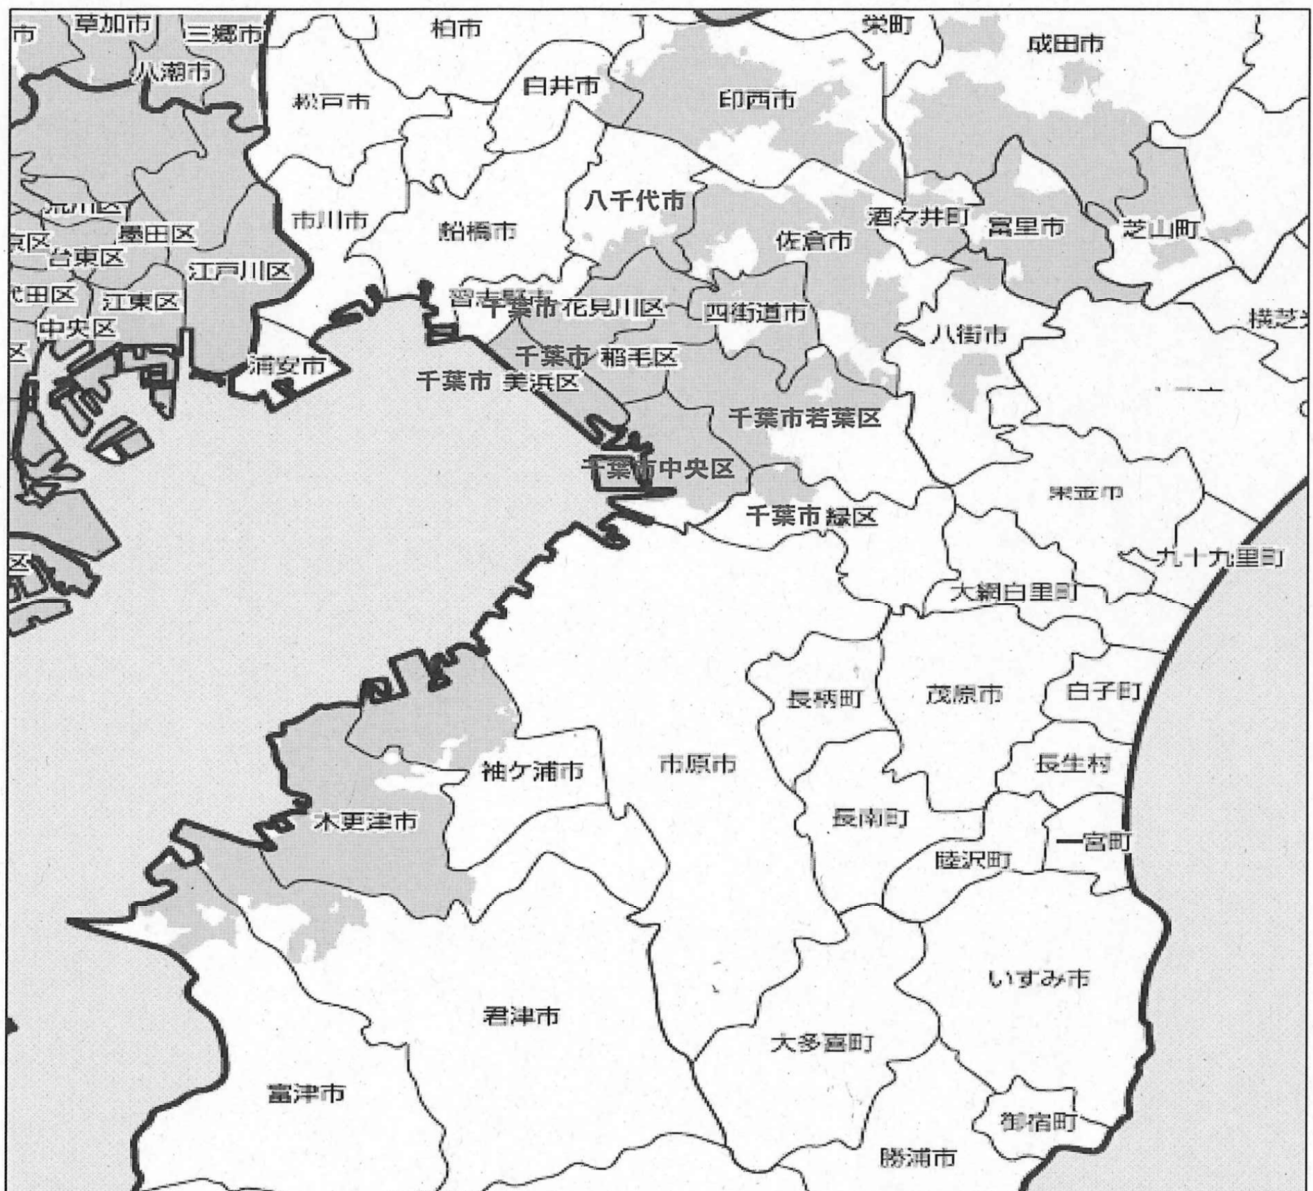 市
草加市
三郷市
八潮市
柏市
栄町
成田市
松戸市
白井市
印西市
荒川区
京区
台東区
墨田区
市川市
船橋市
八千代市
佐倉市
酒々井町
富里市
芝山町
代田区
江東区
江戸川区
習志野市
千葉市 花見川区
四街道市
中央区
区
浦安市
千葉市 稲毛区
千葉市 美浜区
八街市
横芝
千葉市若葉区
千葉市中央区
千葉市 緑区
東金市
九十九里町
大網白里町
区
長柄町
茂原市
白子町
袖ケ浦市
市原市
長生村
木更津市
長南町
睦沢町
一宮町
いすみ市
君津市
大多喜町
富津市
御宿町
勝浦市